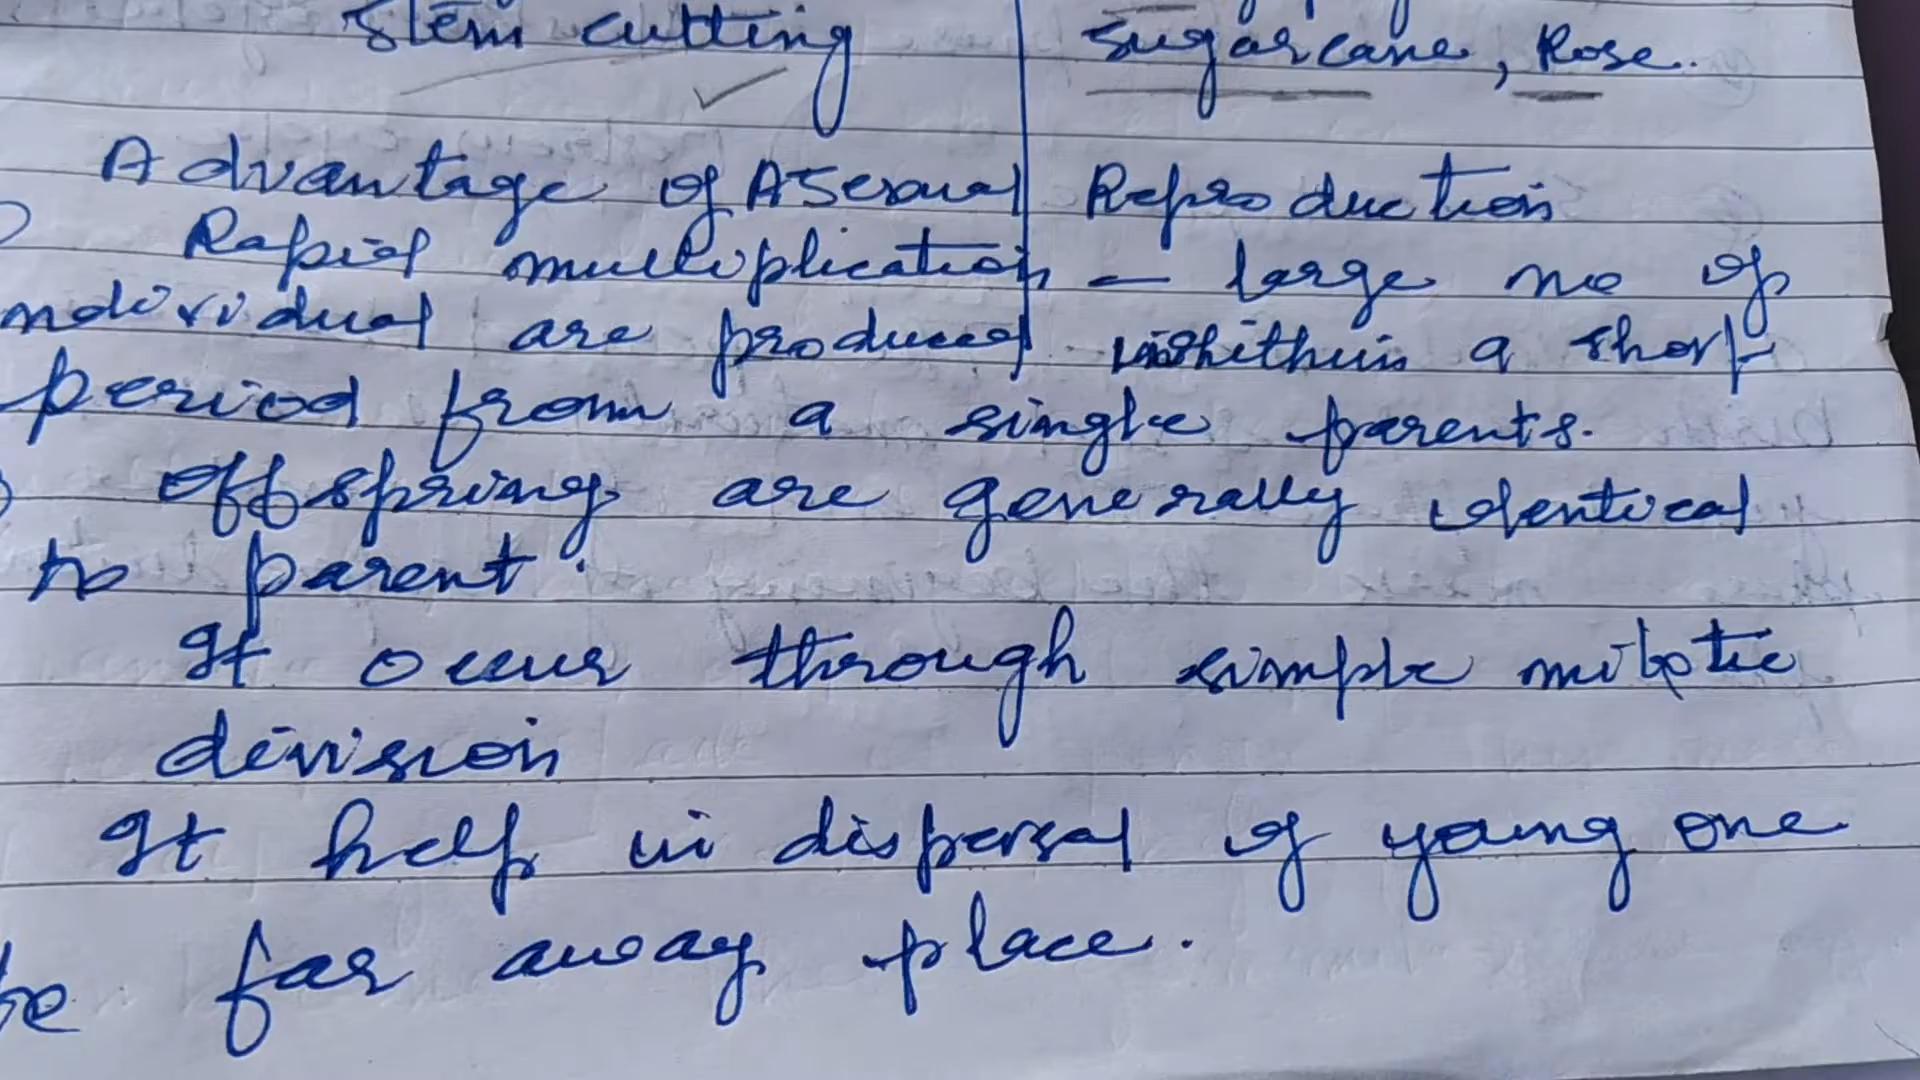 Stem cutting Sugarcane, Rose.
Advantage of Asexual Reproduction
Rapid multiplication – large no of
individual are produced within a short
period from a single parents.
offspring are generally identical
to parent.
It occur through simple mitotic
division
It help in dispersal of young one
far away place.